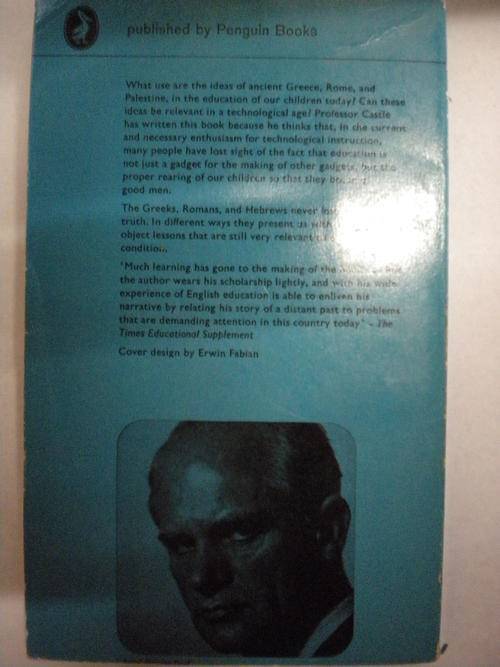 published by Penguin Books
What use are the ideas of ancient Greece, Rome, and
Palestine, in the education of our children today? Can these
ideas be relevant in a technological age? Professor Castle
has written this book because he thinks that, in the current
and necessary enthusiasm for technological instruction,
many people have lost sight of the fact that education is
not just a gadget for the making of other gadgets, but the
proper rearing of our children so that they
good men.
The Greeks, Romans, and Hebrews never
truth. In different ways they present us with
object lessons that are still very relevant
condition.
'Much learning has gone to the making of the
the author wears his scholarship lightly, and with his wide
experience of English education is able to enliven his
narrative by relating his story of a distant past to problems
that are demanding attention in this country today' – The
Times Educational Supplement
Cover design by Erwin Fabian